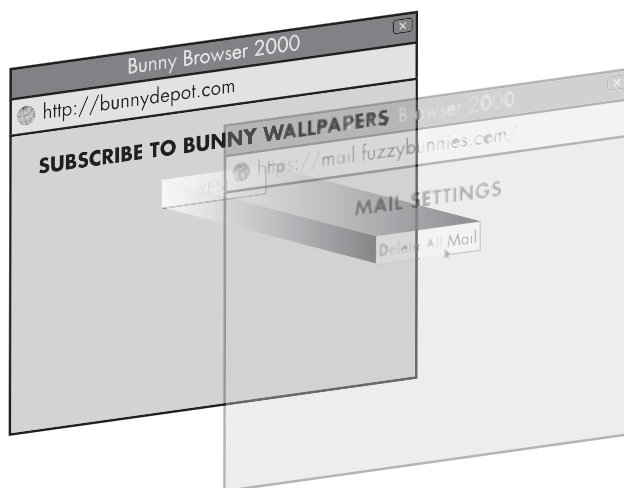 Bunny Browser 2000
http://bunnydepot.com
SUBSCRIBE TO BUNNY WALLPAPERS
YES!
Browser 2000
https://mail.fuzzybunnies.com/
MAIL SETTINGS
Delete All Mail